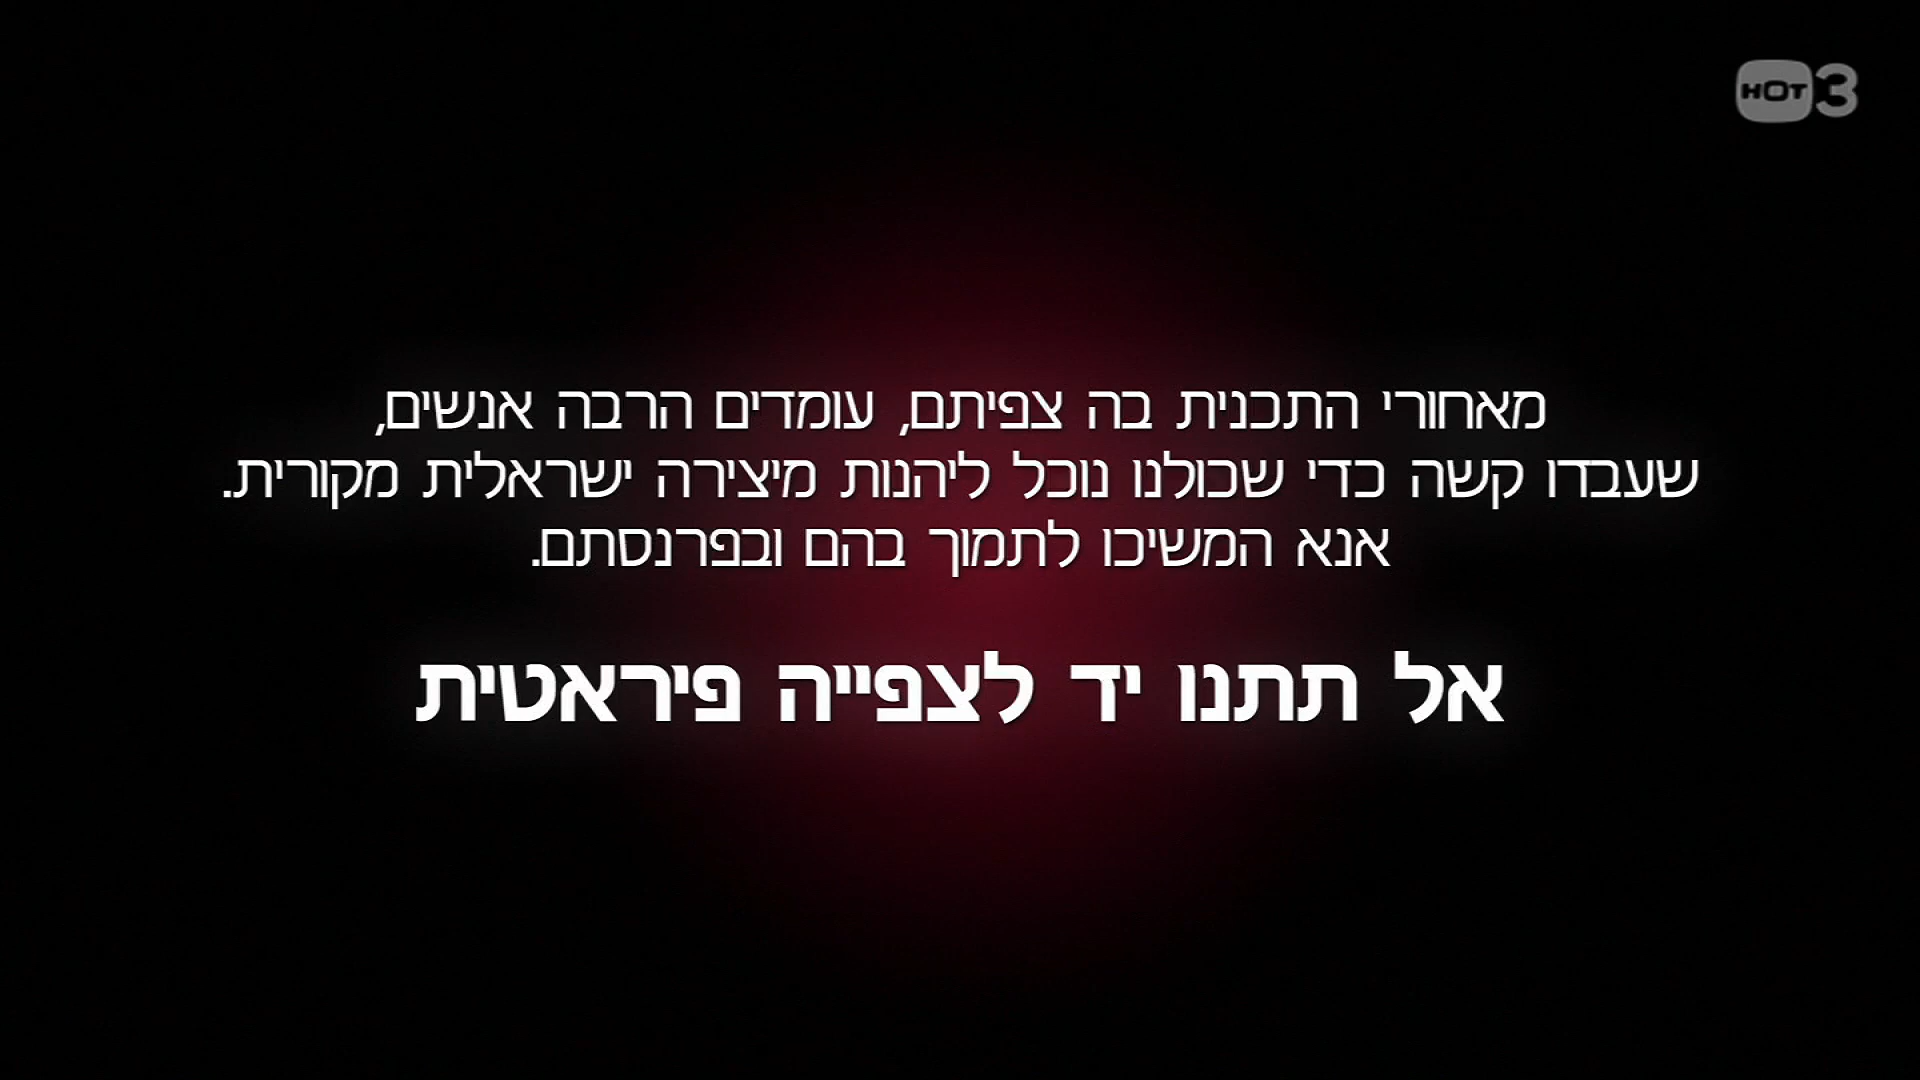 HOT3
מאחורי התכנית בה צפיתם, עומדים הרבה אנשים,
שעבדו קשה כדי שכולנו נוכל ליהנות מיצירה ישראלית מקורית.
אנא המשיכו לתמוך בהם ובפרנסתם.
אל תתנו יד לצפייה פיראטית